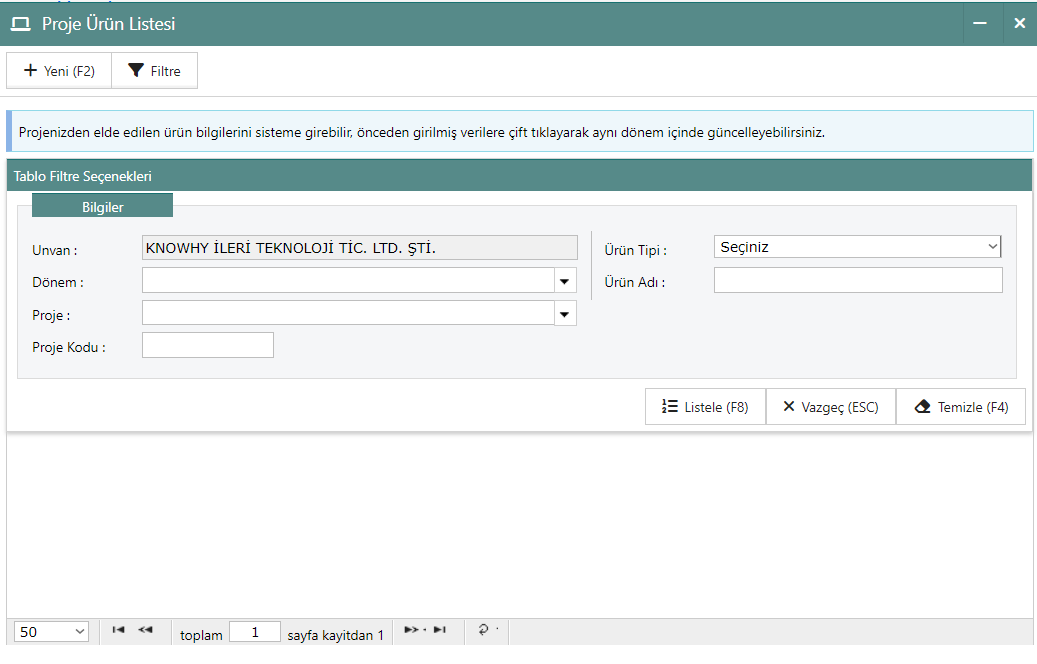 Proje Ürün Listesi
Yeni (F2) Filtre
Projenizden elde edilen ürün bilgilerini sisteme girebilir, önceden girilmiş verilere çift tıklayarak aynı dönem içinde güncelleyebilirsiniz.
Tablo Filtre Seçenekleri
Bilgiler
Unvan : KNOWHY İLERİ TEKNOLOJİ TİC. LTD. ŞTİ. Ürün Tipi : Seçiniz
Dönem : Ürün Adı :
Proje :
Proje Kodu :
Listele (F8) Vazgeç (ESC) Temizle (F4)
50 toplam 1 sayfa kayitdan 1